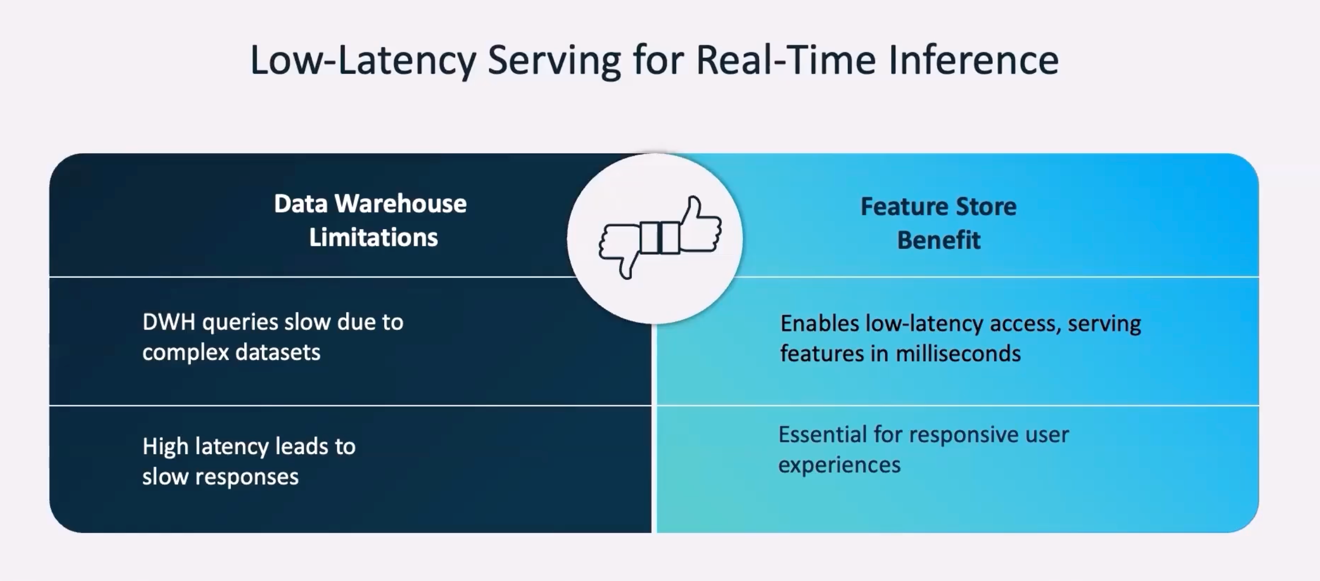 Low-Latency Serving for Real-Time Inference
Data Warehouse
Limitations
Feature Store
Benefit
DWH queries slow due to
complex datasets
Enables low-latency access, serving
features in milliseconds
High latency leads to
slow responses
Essential for responsive user
experiences